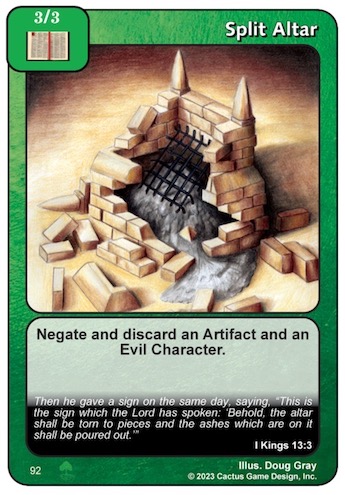 3/3
Split Altar
Negate and discard an Artifact and an
Evil Character.
Then he gave a sign on the same day, saying, "This is
the sign which the Lord has spoken: 'Behold, the altar
shall be torn to pieces and the ashes which are on it
shall be poured out.'"
I Kings 13:3
Illus. Doug Gray
92
© 2023 Cactus Game Design, Inc.